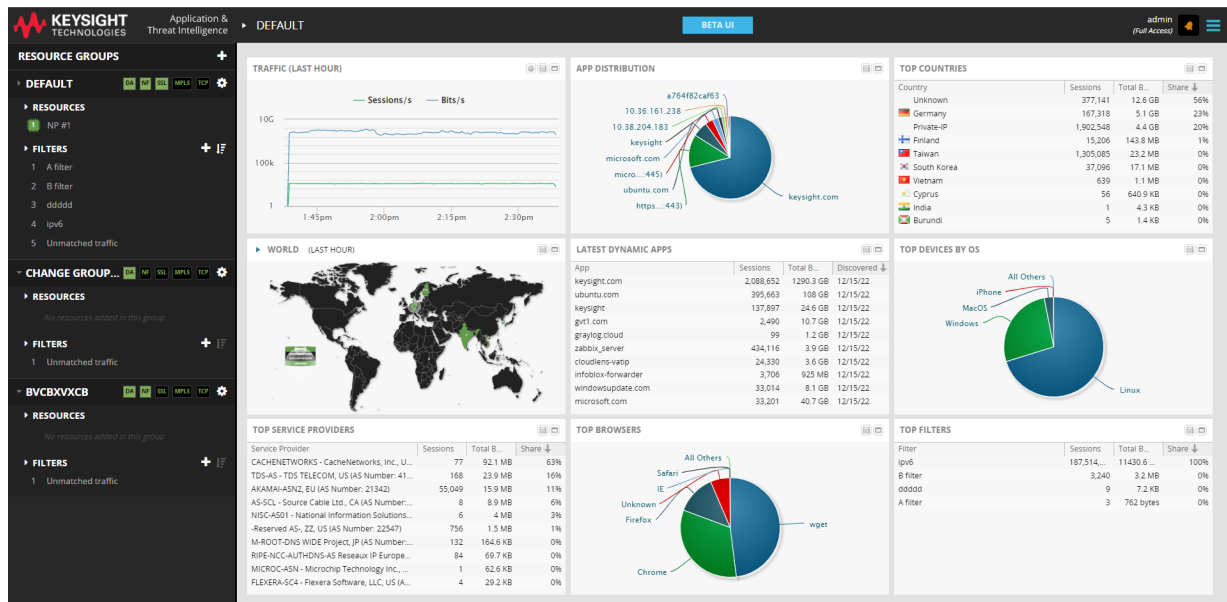 KEYSIGHT
TECHNOLOGIES
Application &
Threat Intelligence
DEFAULT
BETA UI
admin
(Full Access)
RESOURCE GROUPS
DEFAULT DA NF SSL MPLS TCP
RESOURCES
1 NP #1
FILTERS
1 A filter
2 B filter
3 ddddd
4 ipv6
5 Unmatched traffic
CHANGE GROUP... DA NF SSL MPLS TCP
RESOURCES
No resources added in this group
FILTERS
1 Unmatched traffic
BVCBXVXCB DA NF SSL MPLS TCP
RESOURCES
No resources added in this group
FILTERS
1 Unmatched traffic
TRAFFIC (LAST HOUR)
Sessions/s Bits/s
10G
100k
1
1:45pm 2:00pm 2:15pm 2:30pm
APP DISTRIBUTION
a764f82caf63
10.36.161.238
10.38.204.183
keysight
microsoft.com
micro...:445)
ubuntu.com
https...:443)
keysight.com
TOP COUNTRIES
Country Sessions Total B... Share
Unknown 377,141 12.6 GB 56%
Germany 167,318 5.1 GB 23%
Private-IP 1,902,548 4.4 GB 20%
Finland 15,206 143.8 MB 1%
Taiwan 1,305,085 23.2 MB 0%
South Korea 37,096 17.1 MB 0%
Vietnam 639 1.1 MB 0%
Cyprus 56 640.9 KB 0%
India 1 4.3 KB 0%
Burundi 5 1.4 KB 0%
WORLD (LAST HOUR)
LATEST DYNAMIC APPS
App Sessions Total B... Discovered
keysight.com 2,088,652 1290.3 GB 12/15/22
ubuntu.com 395,663 108 GB 12/15/22
keysight 137,897 24.6 GB 12/15/22
gvt1.com 2,490 10.7 GB 12/15/22
graylog.cloud 99 1.2 GB 12/15/22
zabbix_server 434,116 3.9 GB 12/15/22
cloudlens-vatip 24,330 3.6 GB 12/15/22
infoblox-forwarder 3,706 925 MB 12/15/22
windowsupdate.com 33,014 8.1 GB 12/15/22
microsoft.com 33,201 40.7 GB 12/15/22
TOP DEVICES BY OS
All Others
iPhone
MacOS
Windows
Linux
TOP SERVICE PROVIDERS
Service Provider Sessions Total B... Share
CACHENETWORKS - CacheNetworks, Inc., U... 77 92.1 MB 63%
TDS-AS - TDS TELECOM, US (AS Number: 41... 168 23.9 MB 16%
AKAMAI-ASN2, EU (AS Number: 21342) 55,049 15.9 MB 11%
AS-SCL - Source Cable Ltd., CA (AS Number:... 8 8.9 MB 6%
NISC-AS01 - National Information Solutions... 6 4 MB 3%
-Reserved AS-, ZZ, US (AS Number: 22547) 756 1.5 MB 1%
M-ROOT-DNS WIDE Project, JP (AS Number:... 132 164.6 KB 0%
RIPE-NCC-AUTHDNS-AS Reseaux IP Europe... 84 69.7 KB 0%
MICROC-ASN - Microchip Technology Inc., ... 1 62.6 KB 0%
FLEXERA-SC4 - Flexera Software, LLC, US (A... 4 29.2 KB 0%
TOP BROWSERS
All Others
Safari
IE
Unknown
Firefox
wget
Chrome
TOP FILTERS
Filter Sessions Total B... Share
ipv6 187,514,... 11430.6 ... 100%
B filter 3,240 3.2 MB 0%
ddddd 9 7.2 KB 0%
A filter 3 762 bytes 0%